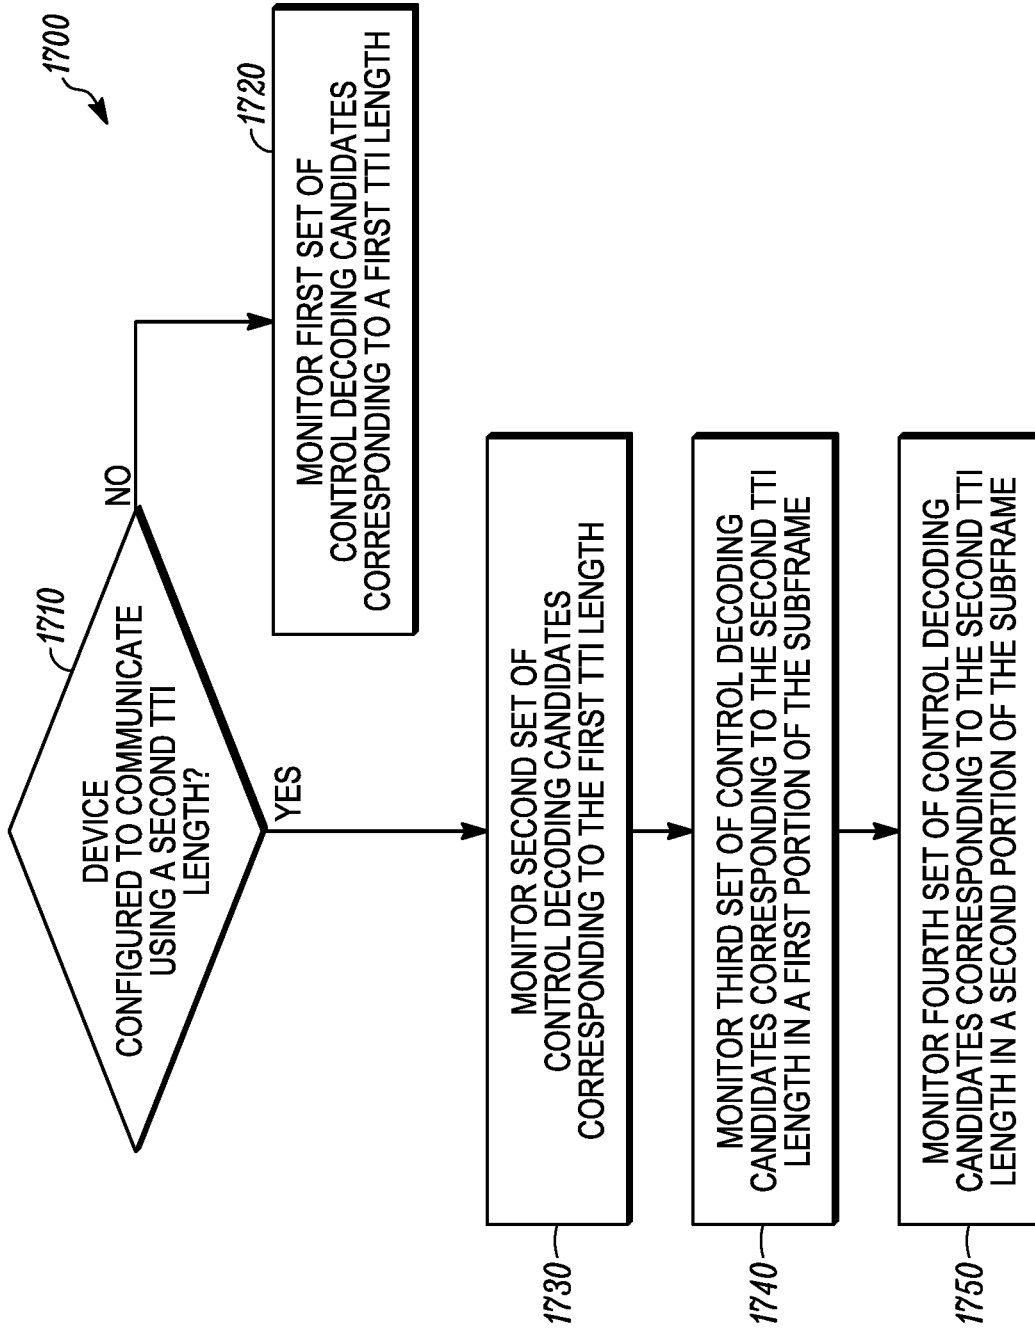 1700
1710
DEVICE
CONFIGURED TO COMMUNICATE
USING A SECOND TTI
LENGTH?
NO
YES
1720
MONITOR FIRST SET OF
CONTROL DECODING CANDIDATES
CORRESPONDING TO A FIRST TTI LENGTH
1730
MONITOR SECOND SET OF
CONTROL DECODING CANDIDATES
CORRESPONDING TO THE FIRST TTI LENGTH
1740
MONITOR THIRD SET OF CONTROL DECODING
CANDIDATES CORRESPONDING TO THE SECOND TTI
LENGTH IN A FIRST PORTION OF THE SUBFRAME
1750
MONITOR FOURTH SET OF CONTROL DECODING
CANDIDATES CORRESPONDING TO THE SECOND TTI
LENGTH IN A SECOND PORTION OF THE SUBFRAME